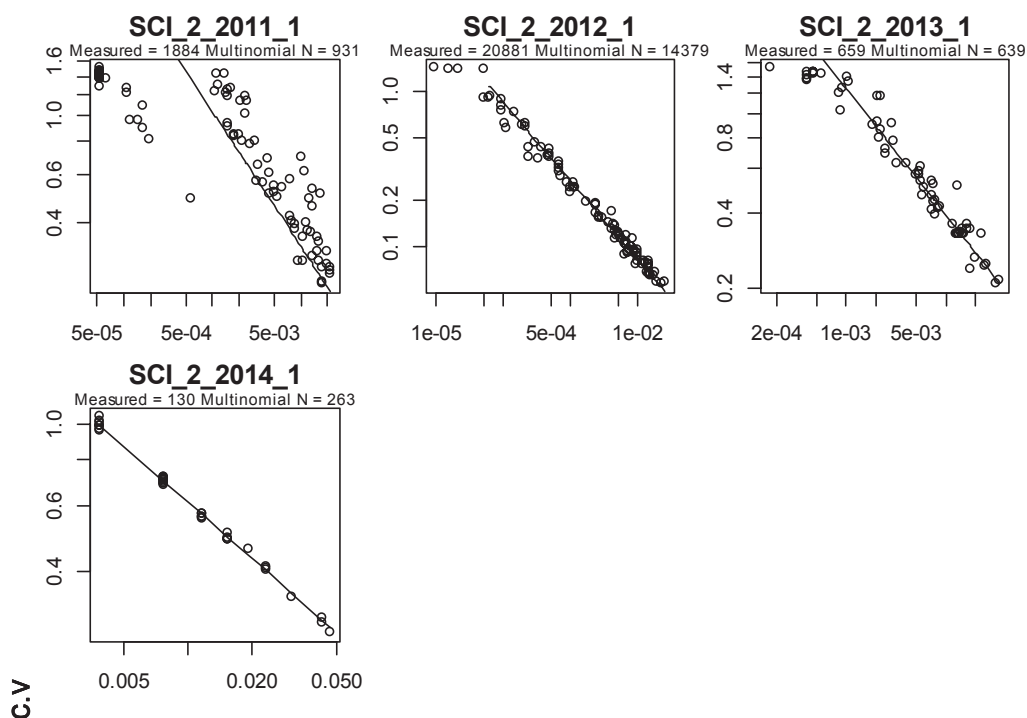 SCI_2_2011_1
Measured = 1884 Multinomial N = 931
1.6
1.0
0.6
0.4
5e-05 5e-04 5e-03
SCI_2_2012_1
Measured = 20881 Multinomial N = 14379
1.0
0.5
0.2
0.1
1e-05 5e-04 1e-02
SCI_2_2013_1
Measured = 659 Multinomial N = 639
1.4
0.8
0.4
0.2
2e-04 1e-03 5e-03
SCI_2_2014_1
Measured = 130 Multinomial N = 263
1.0
0.6
0.4
0.005 0.020 0.050
C.V